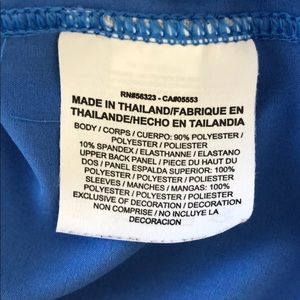 RN#56323 - CA#05553
MADE IN THAILAND/FABRIQUE EN
THAILANDE/HECHO EN TAILANDIA
BODY / CORPS / CUERPO: 90% POLYESTER /
POLYESTER / POLIESTER
10% SPANDEX / ELASTHANNE / ELASTANO
UPPER BACK PANEL / PIECE DU HAUT DU
DOS / PANEL ESPALDA SUPERIOR: 100%
POLYESTER / POLYESTER / POLIESTER
SLEEVES / MANCHES / MANGAS: 100%
POLYESTER / POLYESTER / POLIESTER
EXCLUSIVE OF DECORATION / DECORATION
NON COMPRISE / NO INCLUYE LA
DECORACION